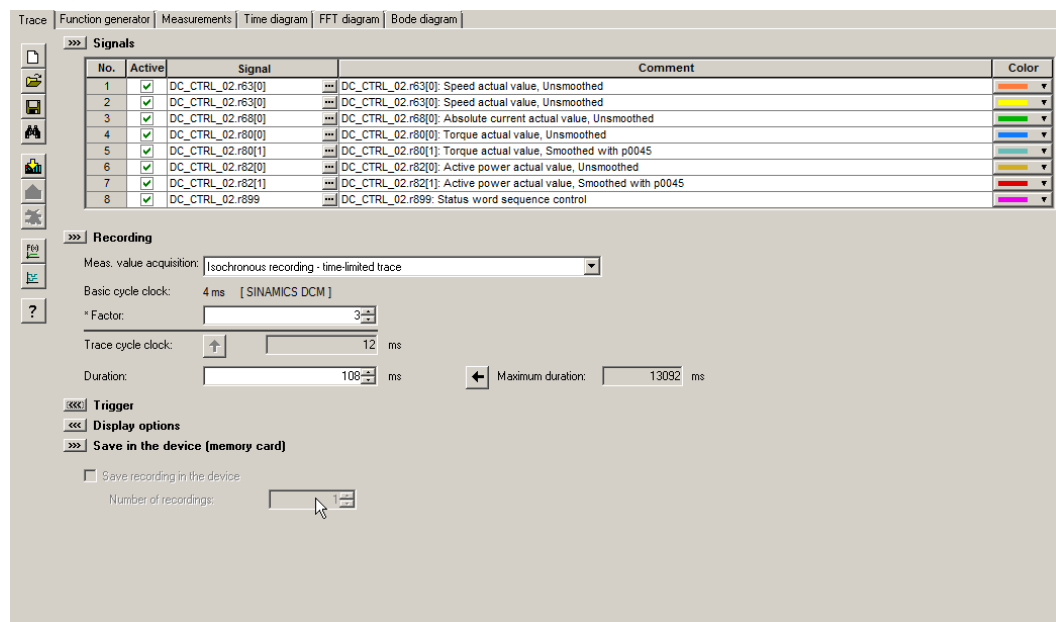 Trace Function generator Measurements Time diagram FFT diagram Bode diagram
>>> Signals
No. Active Signal Comment Color
1 DC_CTRL_02.r63[0] ... DC_CTRL_02.r63[0]: Speed actual value, Unsmoothed
2 DC_CTRL_02.r63[0] ... DC_CTRL_02.r63[0]: Speed actual value, Unsmoothed
3 DC_CTRL_02.r68[0] ... DC_CTRL_02.r68[0]: Absolute current actual value, Unsmoothed
4 DC_CTRL_02.r80[0] ... DC_CTRL_02.r80[0]: Torque actual value, Unsmoothed
5 DC_CTRL_02.r80[1] ... DC_CTRL_02.r80[1]: Torque actual value, Smoothed with p0045
6 DC_CTRL_02.r82[0] ... DC_CTRL_02.r82[0]: Active power actual value, Unsmoothed
7 DC_CTRL_02.r82[1] ... DC_CTRL_02.r82[1]: Active power actual value, Smoothed with p0045
8 DC_CTRL_02.r899 ... DC_CTRL_02.r899: Status word sequence control
>>> Recording
F(x)
Meas. value acquisition: Isochronous recording - time-limited trace
Basic cycle clock: 4 ms [ SINAMICS DCM ]
? * Factor: 3
Trace cycle clock: 12 ms
Duration: 108 ms Maximum duration: 13092 ms
<<< Trigger
<<< Display options
>>> Save in the device (memory card)
Save recording in the device
Number of recordings: 1